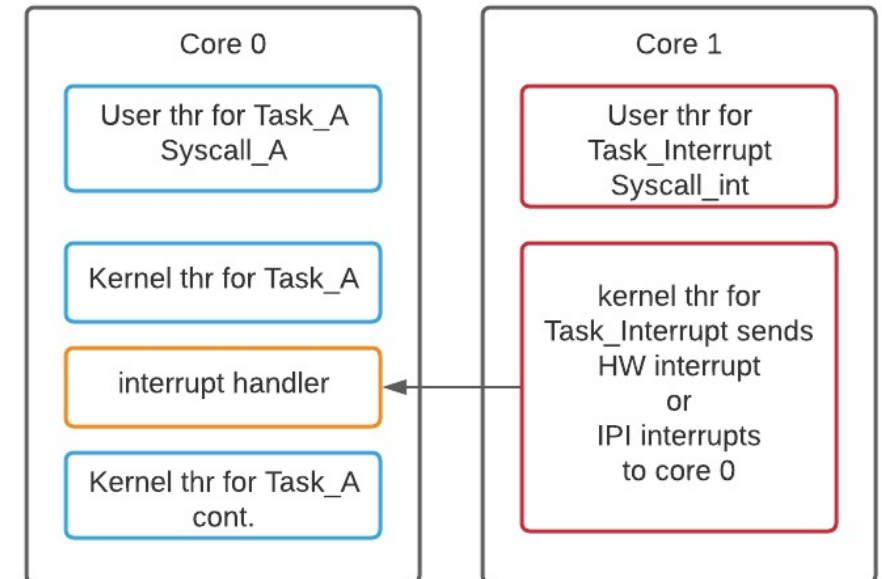 Core 0
User thr for Task_A
Syscall_A
Kernel thr for Task_A
interrupt handler
Kernel thr for Task_A
cont.
Core 1
User thr for
Task_Interrupt
Syscall_int
kernel thr for
Task_Interrupt sends
HW interrupt
or
IPI interrupts
to core 0